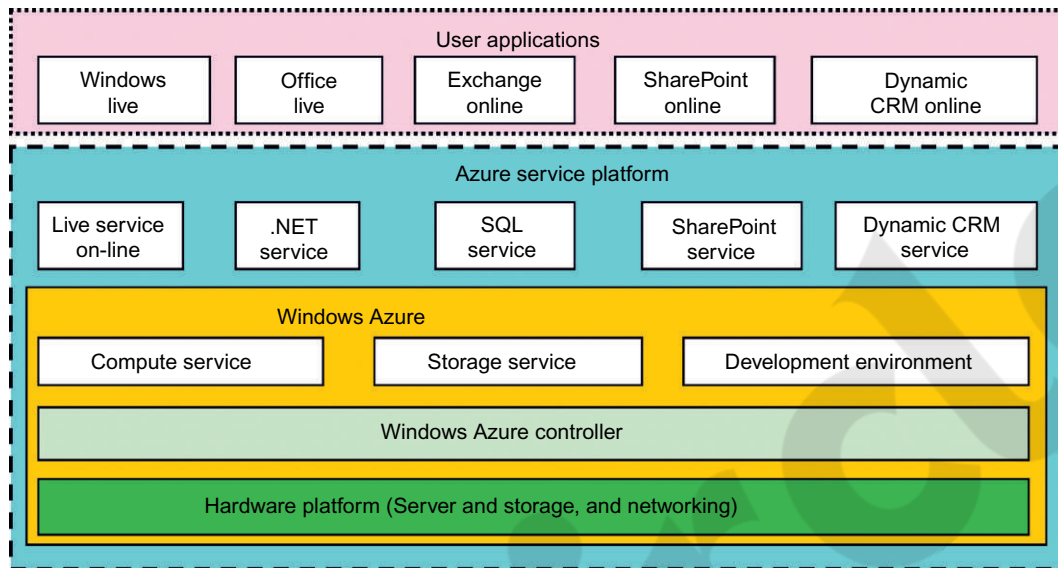 User applications
Windows
live
Office
live
Exchange
online
SharePoint
online
Dynamic
CRM online
Azure service platform
Live service
on-line
.NET
service
SQL
service
SharePoint
service
Dynamic CRM
service
Windows Azure
Compute service
Storage service
Development environment
Windows Azure controller
Hardware platform (Server and storage, and networking)